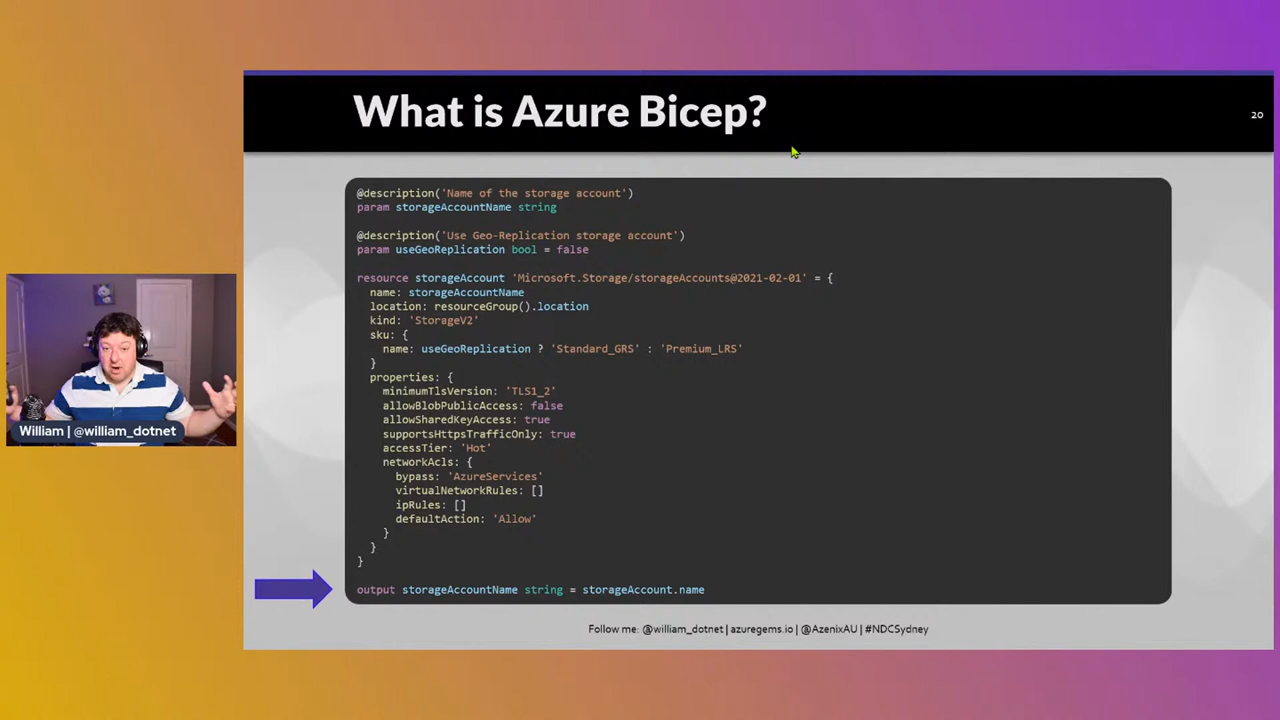 What is Azure Bicep?
20
@description('Name of the storage account')
param storageAccountName string
@description('Use Geo-Replication storage account')
param useGeoReplication bool = false
resource storageAccount 'Microsoft.Storage/storageAccounts@2021-02-01' = {
name: storageAccountName
location: resourceGroup().location
kind: 'StorageV2'
sku: {
name: useGeoReplication ? 'Standard_GRS' : 'Premium_LRS'
}
properties: {
minimumTlsVersion: 'TLS1_2'
allowBlobPublicAccess: false
allowSharedKeyAccess: true
supportsHttpsTrafficOnly: true
accessTier: 'Hot'
networkAcls: {
bypass: 'AzureServices'
virtualNetworkRules: []
ipRules: []
defaultAction: 'Allow'
}
}
}
output storageAccountName string = storageAccount.name
William | @william_dotnet
Follow me: @william_dotnet | azuregems.io | @AzenixAU | #NDCSydney